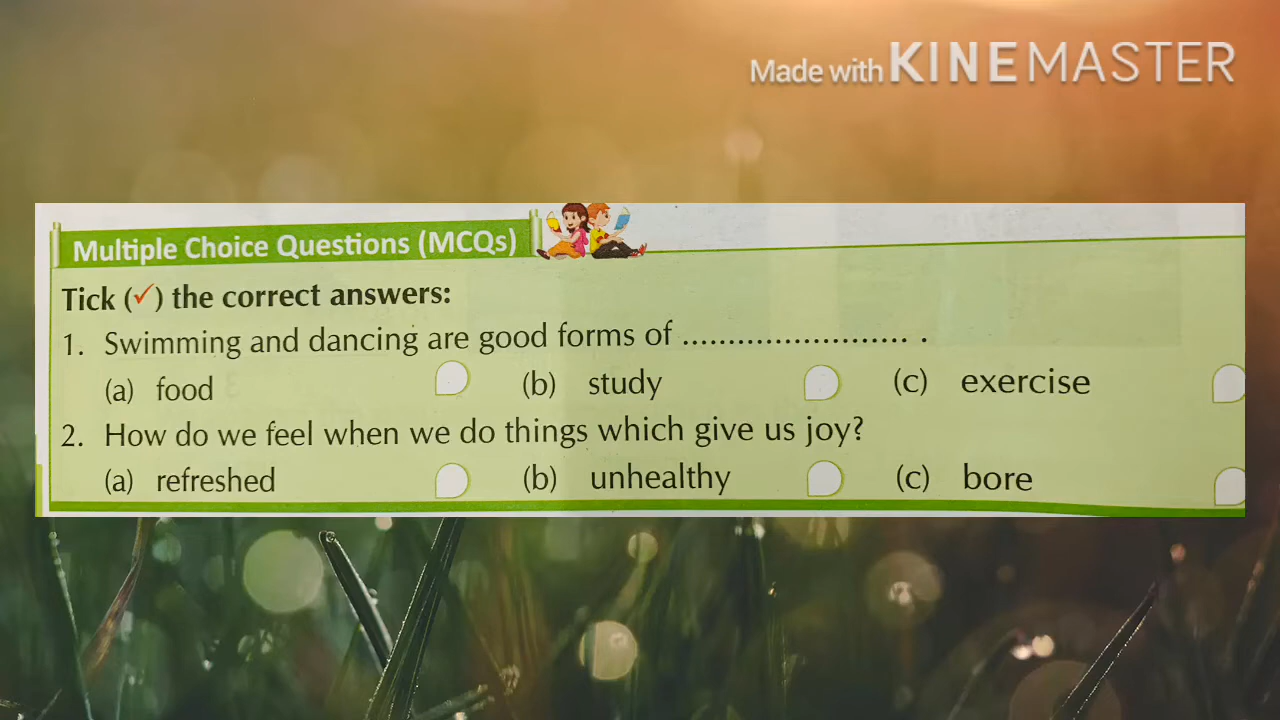 Made with KINEMASTER
Multiple Choice Questions (MCQs)
Tick (✓) the correct answers:
1. Swimming and dancing are good forms of ........................ .
(a) food (b) study (c) exercise
2. How do we feel when we do things which give us joy?
(a) refreshed (b) unhealthy (c) bore